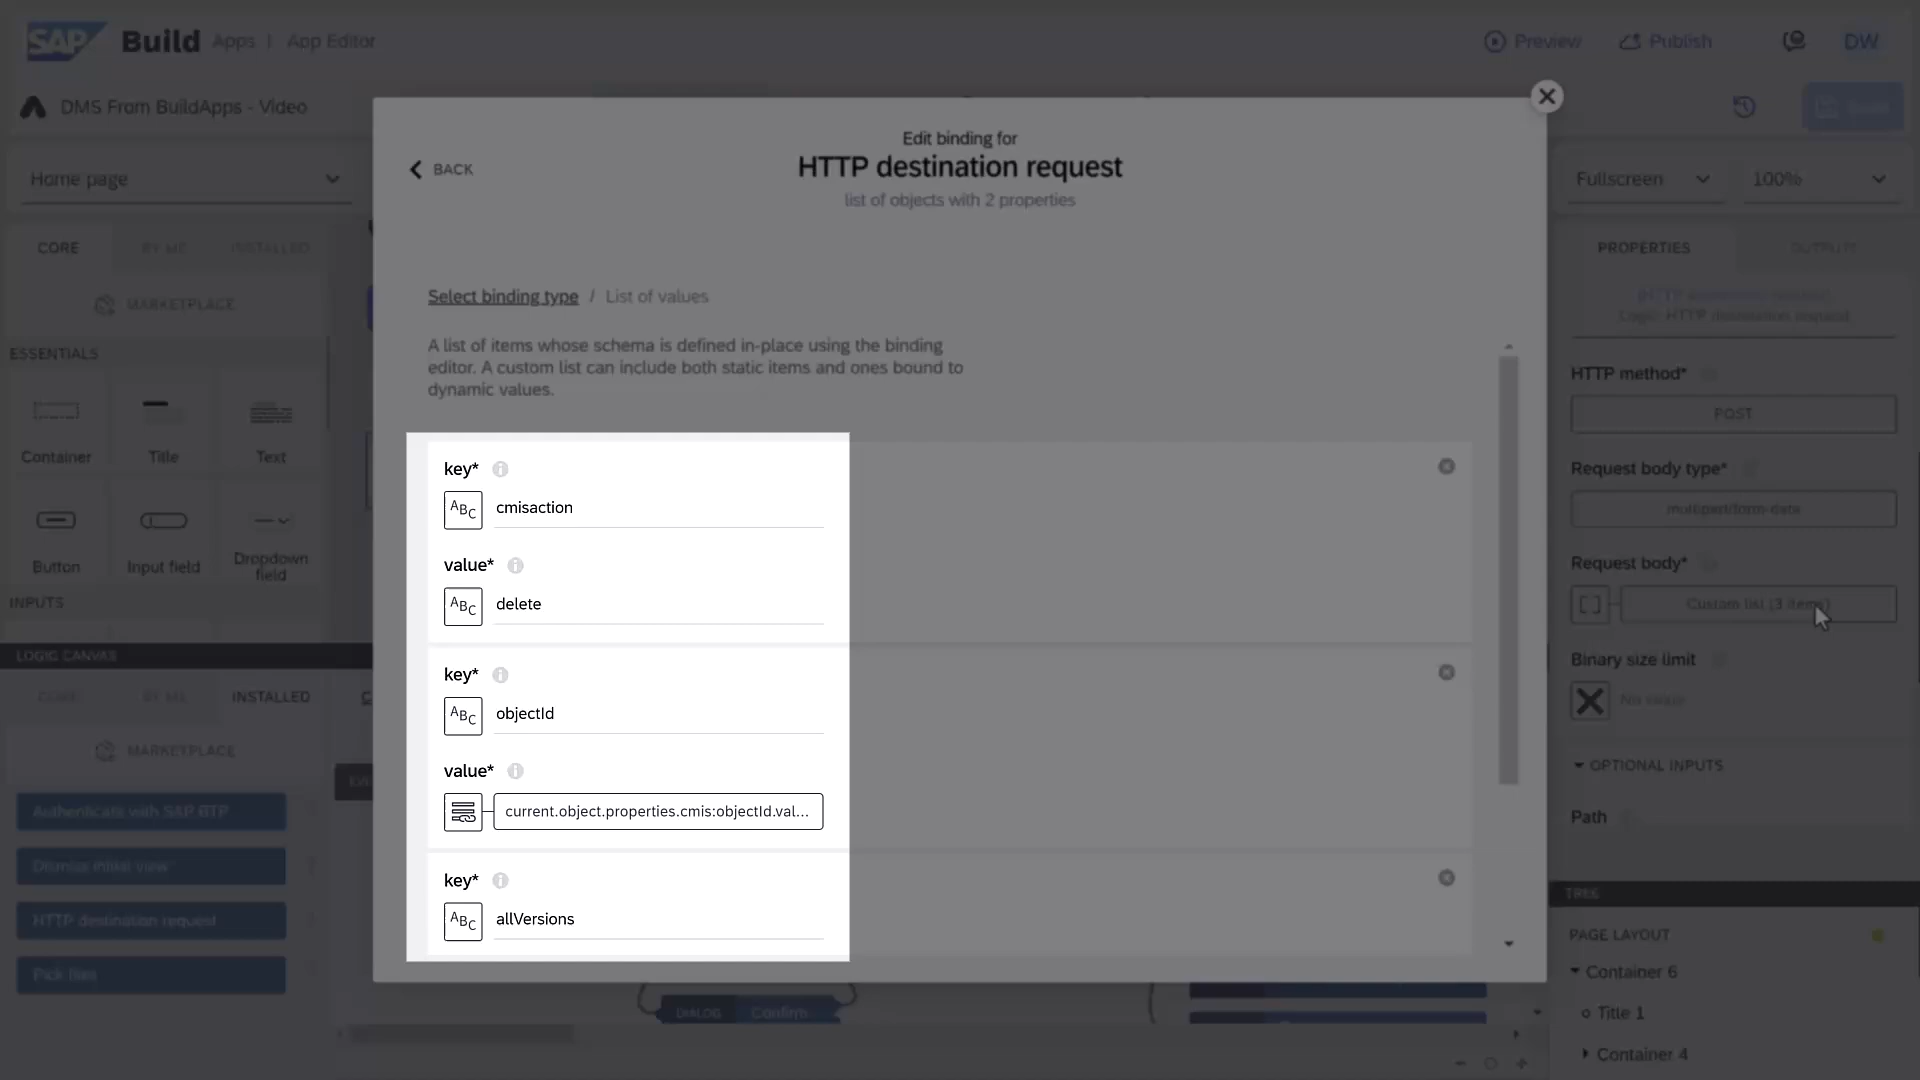 SAP Build Apps | App Editor
Preview
Publish
DW
DMS From BuildApps - Video
Save
Home page
Fullscreen
100%
CORE
BY ME
INSTALLED
MARKETPLACE
ESSENTIALS
Container
Title
Text
Button
Input field
Dropdown
field
INPUTS
LOGIC CANVAS
CORE
BY ME
INSTALLED
MARKETPLACE
Authenticate with SAP BTP
Dismiss initial view
HTTP destination request
Pick files
BACK
Edit binding for
HTTP destination request
list of objects with 2 properties
Select binding type / List of values
A list of items whose schema is defined in-place using the binding
editor. A custom list can include both static items and ones bound to
dynamic values.
key*
ABC
cmisaction
value*
ABC
delete
key*
ABC
objectId
value*
current.object.properties.cmis:objectId.val...
key*
ABC
allVersions
DIALOG
Confirm
PROPERTIES
OUTPUTS
Logic: HTTP destination request
HTTP method*
POST
Request body type*
multipart/form-data
Request body*
Custom list (3 items)
Binary size limit
No value
OPTIONAL INPUTS
Path
TREE
PAGE LAYOUT
Container 6
Title 1
Container 4